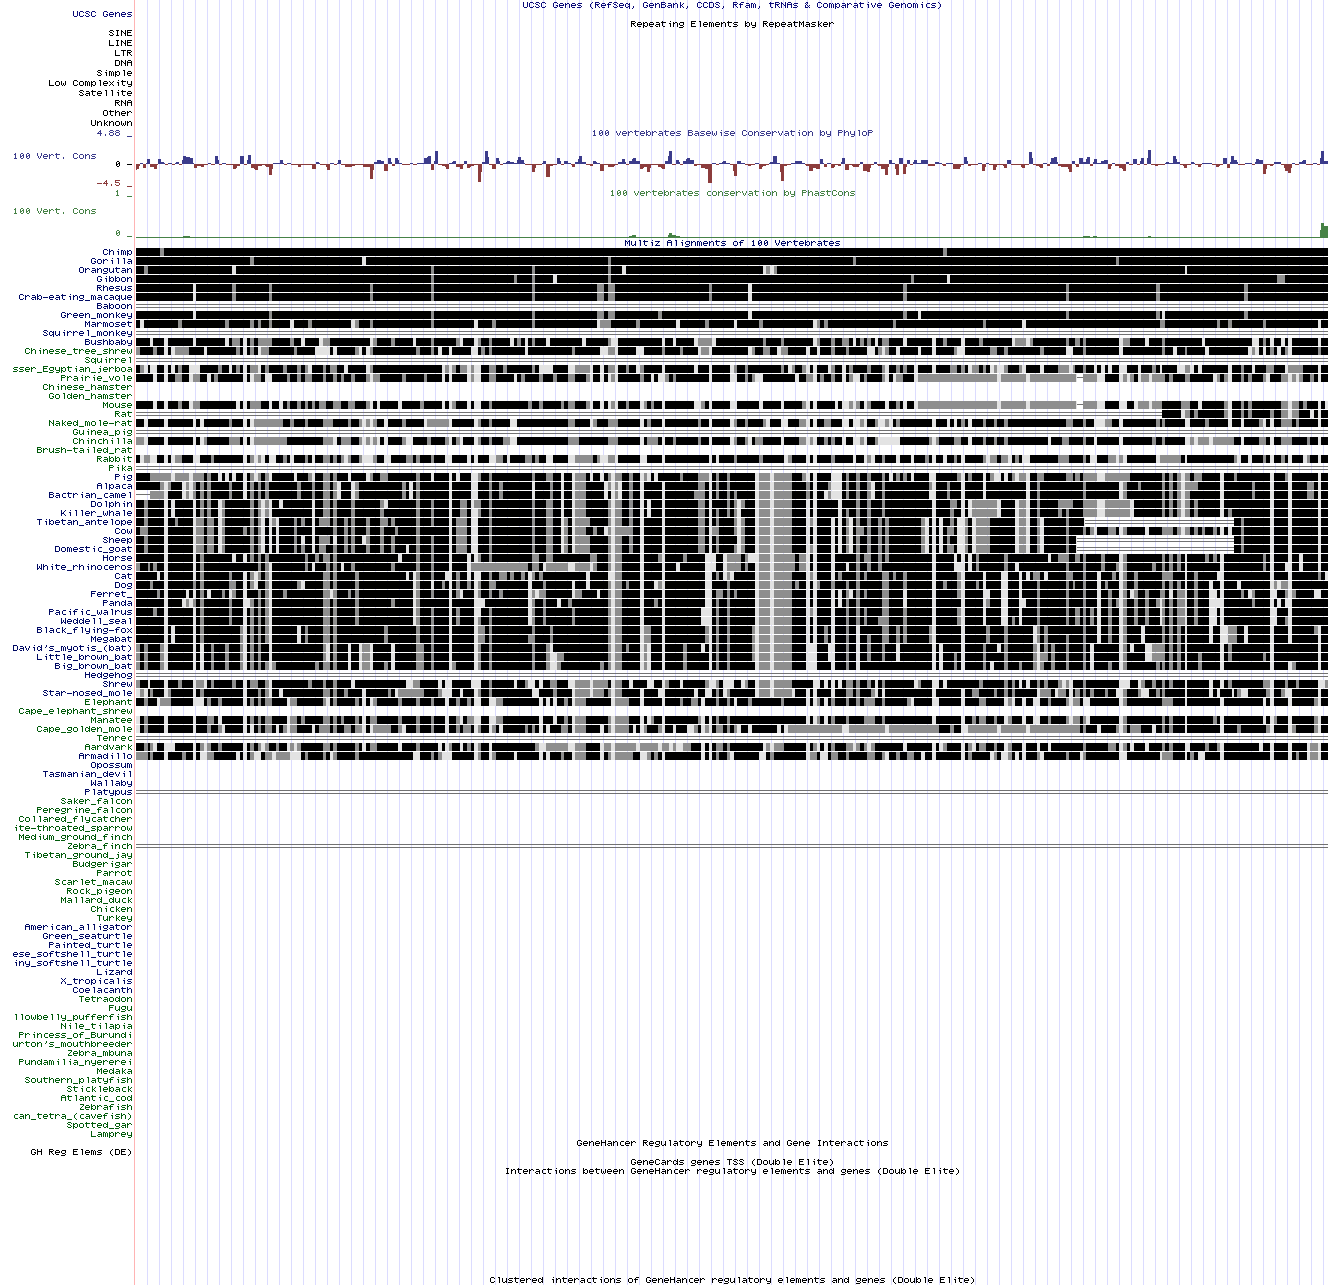 UCSC Genes (RefSeq, GenBank, CCDS, Rfam, tRNAs & Comparative Genomics)
UCSC Genes
Repeating Elements by RepeatMasker
SINE
LINE
LTR
DNA
Simple
Low Complexity
Satellite
RNA
Other
Unknown
4.88 _
100 vertebrates Basewise Conservation by PhyloP
100 Vert. Cons
0 _
-4.5 _
1 _
100 vertebrates conservation by PhastCons
100 Vert. Cons
0 _
Multiz Alignments of 100 Vertebrates
Chimp
Gorilla
Orangutan
Gibbon
Rhesus
Crab-eating_macaque
Baboon
Green_monkey
Marmoset
Squirrel_monkey
Bushbaby
Chinese_tree_shrew
Squirrel
sser_Egyptian_jerboa
Prairie_vole
Chinese_hamster
Golden_hamster
Mouse
Rat
Naked_mole-rat
Guinea_pig
Chinchilla
Brush-tailed_rat
Rabbit
Pika
Pig
Alpaca
Bactrian_camel
Dolphin
Killer_whale
Tibetan_antelope
Cow
Sheep
Domestic_goat
Horse
White_rhinoceros
Cat
Dog
Ferret_
Panda
Pacific_walrus
Weddell_seal
Black_flying-fox
Megabat
David's_myotis_(bat)
Little_brown_bat
Big_brown_bat
Hedgehog
Shrew
Star-nosed_mole
Elephant
Cape_elephant_shrew
Manatee
Cape_golden_mole
Tenrec
Aardvark
Armadillo
Opossum
Tasmanian_devil
Wallaby
Platypus
Saker_falcon
Peregrine_falcon
Collared_flycatcher
ite-throated_sparrow
Medium_ground_finch
Zebra_finch
Tibetan_ground_jay
Budgerigar
Parrot
Scarlet_macaw
Rock_pigeon
Mallard_duck
Chicken
Turkey
American_alligator
Green_seaturtle
Painted_turtle
ese_softshell_turtle
iny_softshell_turtle
Lizard
X_tropicalis
Coelacanth
Tetraodon
Fugu
llowbelly_pufferfish
Nile_tilapia
Princess_of_Burundi
urton's_mouthbreeder
Zebra_mbuna
Pundamilia_nyererei
Medaka
Southern_platyfish
Stickleback
Atlantic_cod
Zebrafish
can_tetra_(cavefish)
Spotted_gar
Lamprey
GeneHancer Regulatory Elements and Gene Interactions
GH Reg Elems (DE)
GeneCards genes TSS (Double Elite)
Interactions between GeneHancer regulatory elements and genes (Double Elite)
Clustered interactions of GeneHancer regulatory elements and genes (Double Elite)